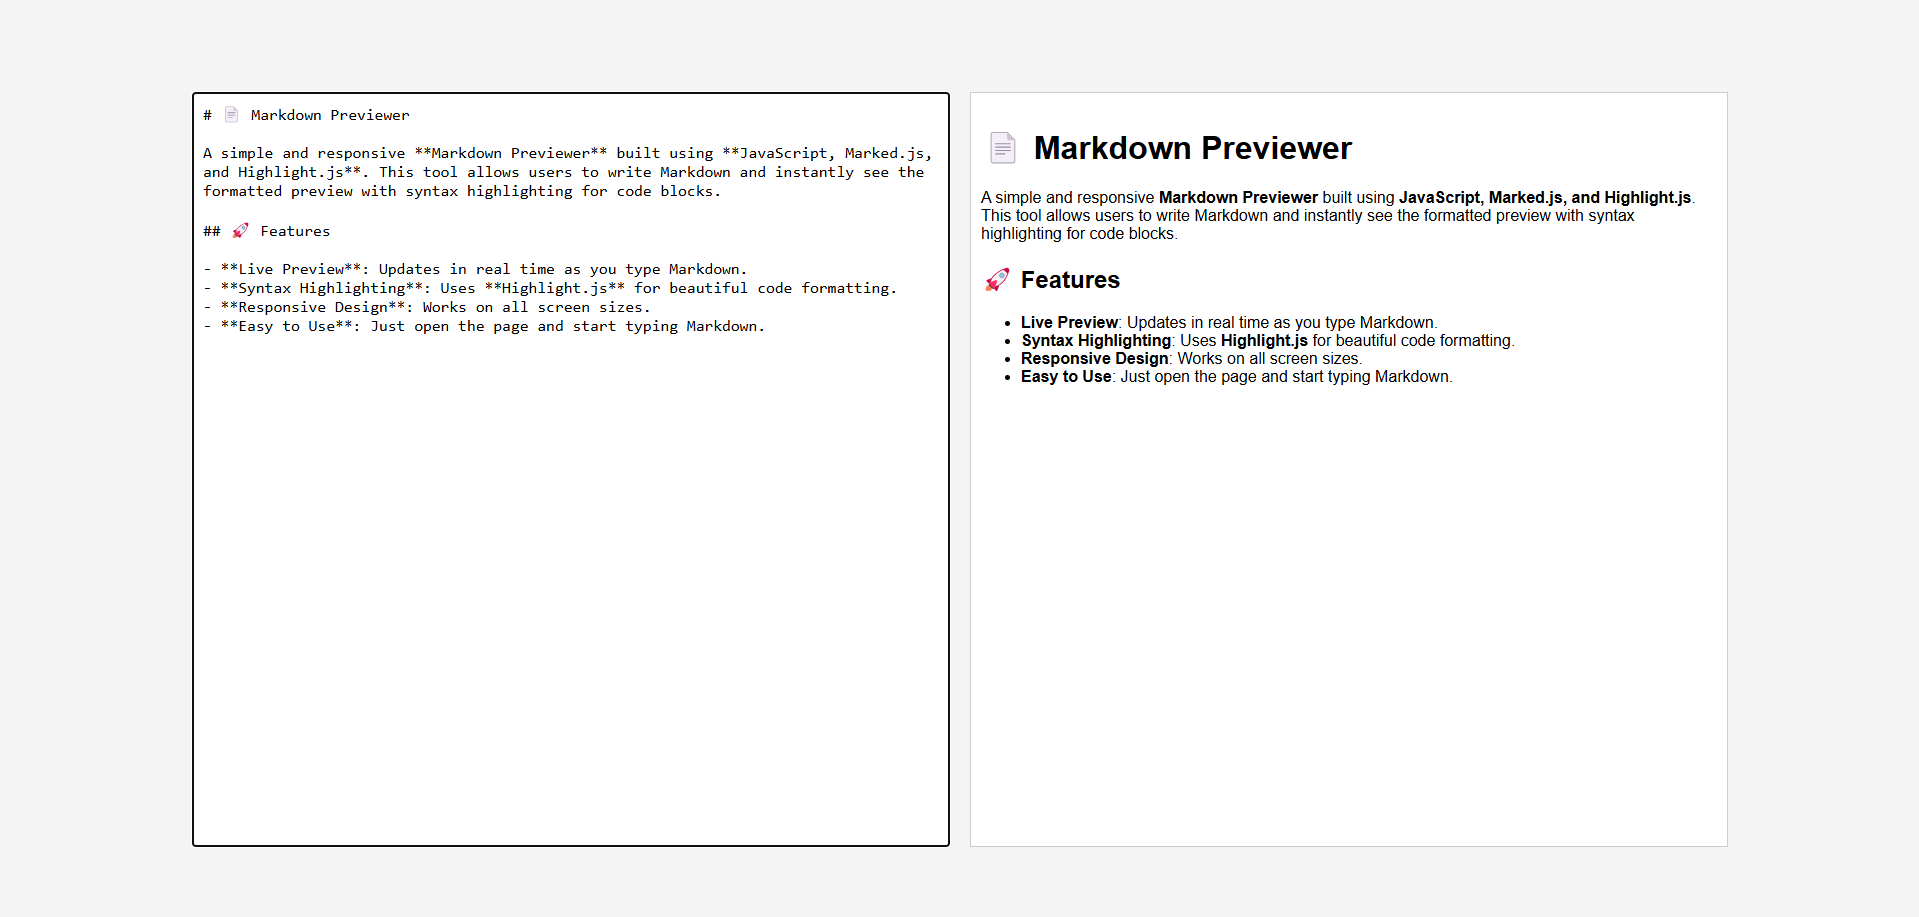 # 📄 Markdown Previewer
A simple and responsive **Markdown Previewer** built using **JavaScript, Marked.js,
and Highlight.js**. This tool allows users to write Markdown and instantly see the
formatted preview with syntax highlighting for code blocks.
## 🚀 Features
- **Live Preview**: Updates in real time as you type Markdown.
- **Syntax Highlighting**: Uses **Highlight.js** for beautiful code formatting.
- **Responsive Design**: Works on all screen sizes.
- **Easy to Use**: Just open the page and start typing Markdown.
📄 Markdown Previewer
A simple and responsive Markdown Previewer built using JavaScript, Marked.js, and Highlight.js.
This tool allows users to write Markdown and instantly see the formatted preview with syntax
highlighting for code blocks.
🚀 Features
• Live Preview: Updates in real time as you type Markdown.
• Syntax Highlighting: Uses Highlight.js for beautiful code formatting.
• Responsive Design: Works on all screen sizes.
• Easy to Use: Just open the page and start typing Markdown.